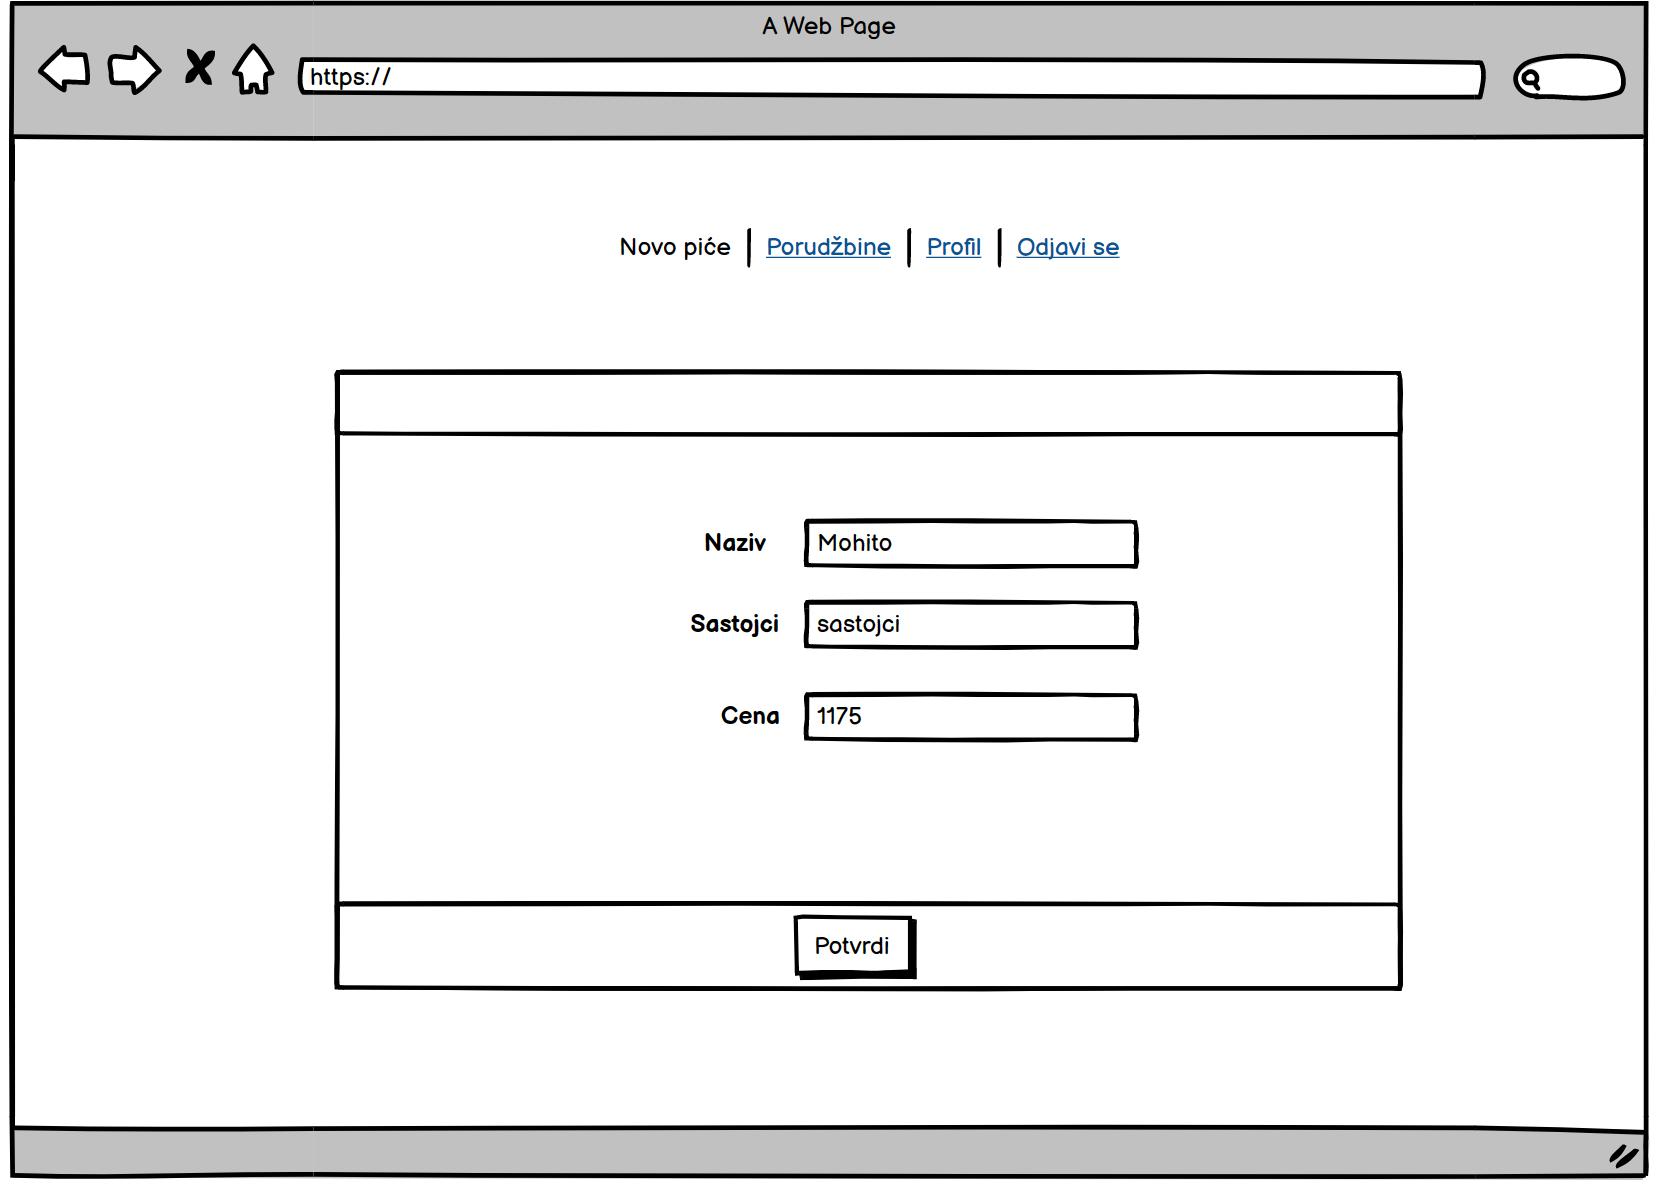 A Web Page
https://
Novo piće Porudžbine Profil Odjavi se
Naziv Mohito
Sastojci sastojci
Cena 1175
Potvrdi